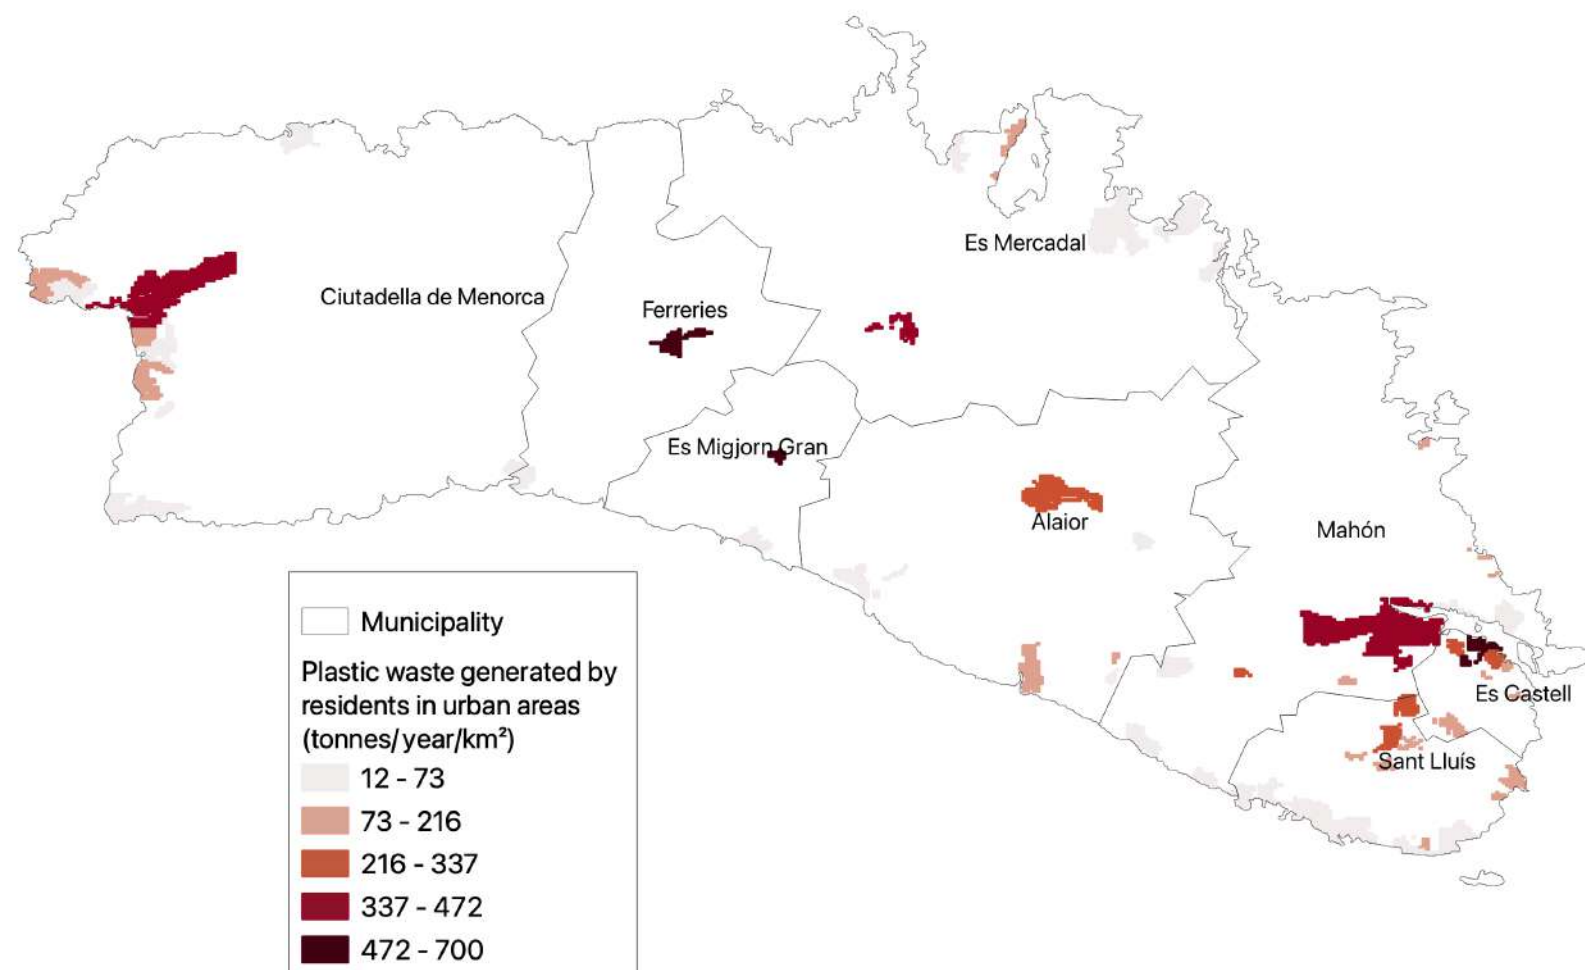 Es Mercadal
Ciutadella de Menorca
Ferreries
Es Migjorn Gran
Alaior
Mahón
Es Castell
Sant Lluís
Municipality
Plastic waste generated by
residents in urban areas
(tonnes/year/km²)
12 - 73
73 - 216
216 - 337
337 - 472
472 - 700